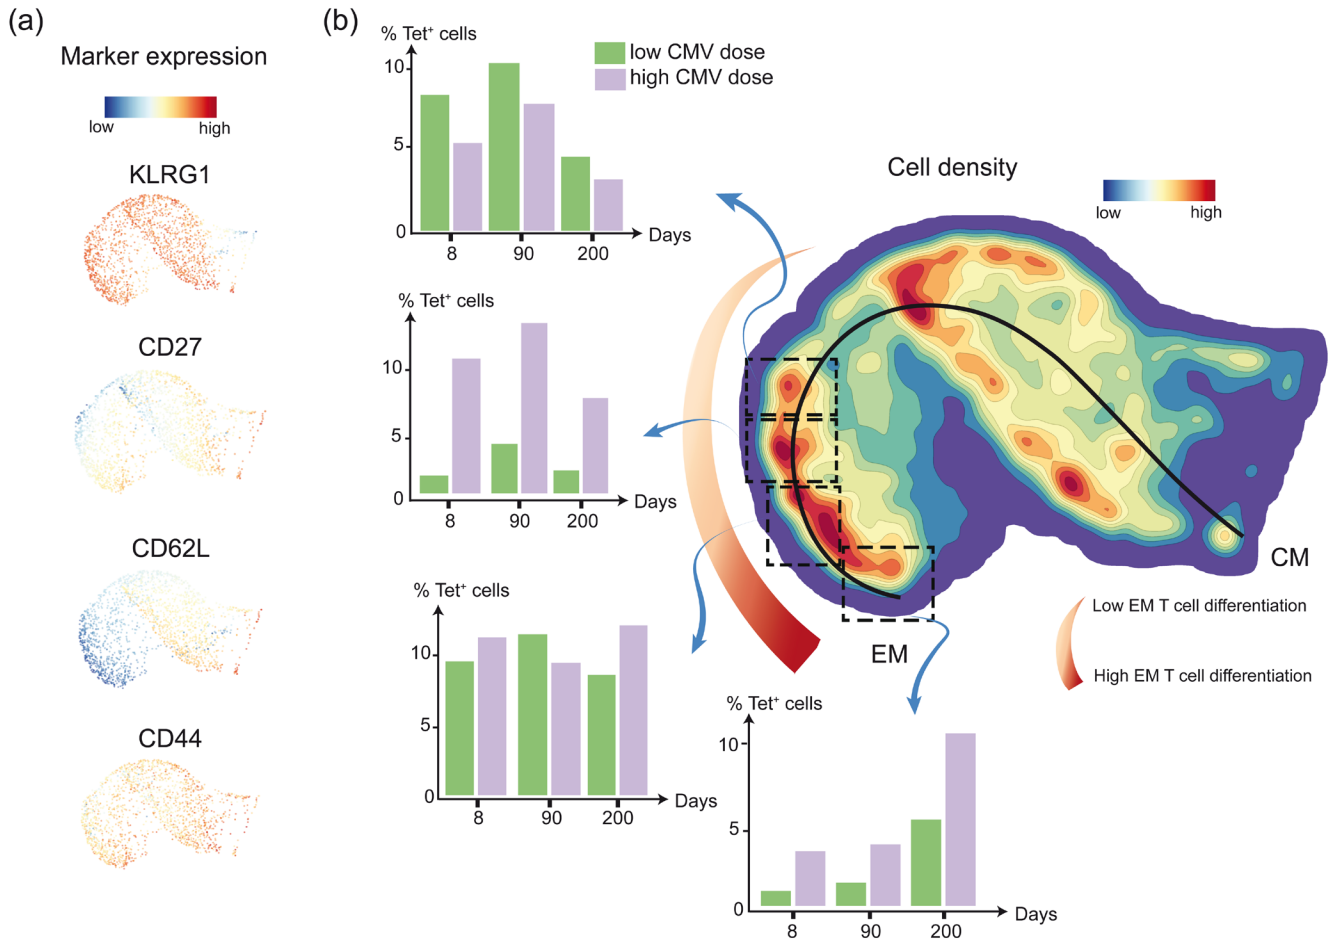 (a)
Marker expression
low
high
KLRG1
CD27
CD62L
CD44
(b)
% Tet⁺ cells
10
5
0
8
90
200
Days
low CMV dose
high CMV dose
% Tet⁺ cells
10
5
0
8
90
200
Days
% Tet⁺ cells
10
5
0
8
90
200
Days
% Tet⁺ cells
10
5
0
8
90
200
Days
Cell density
low
high
CM
EM
Low EM T cell differentiation
High EM T cell differentiation